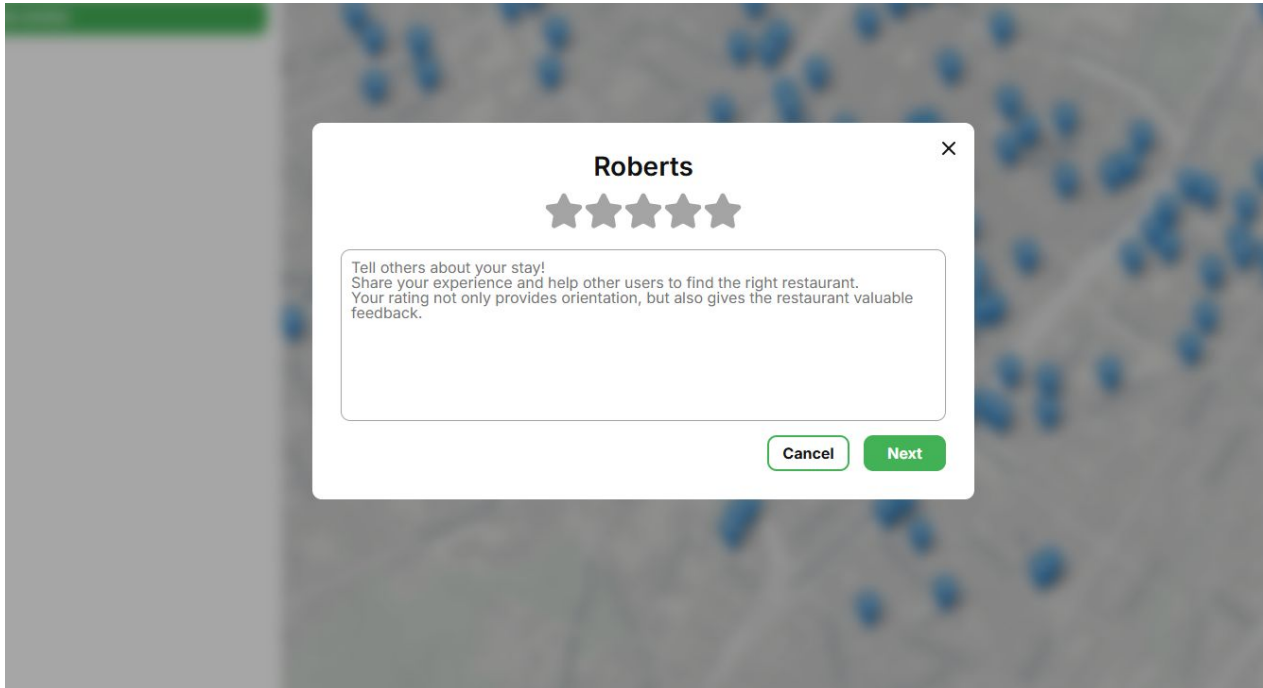 Roberts
Tell others about your stay!
Share your experience and help other users to find the right restaurant.
Your rating not only provides orientation, but also gives the restaurant valuable
feedback.
Cancel
Next